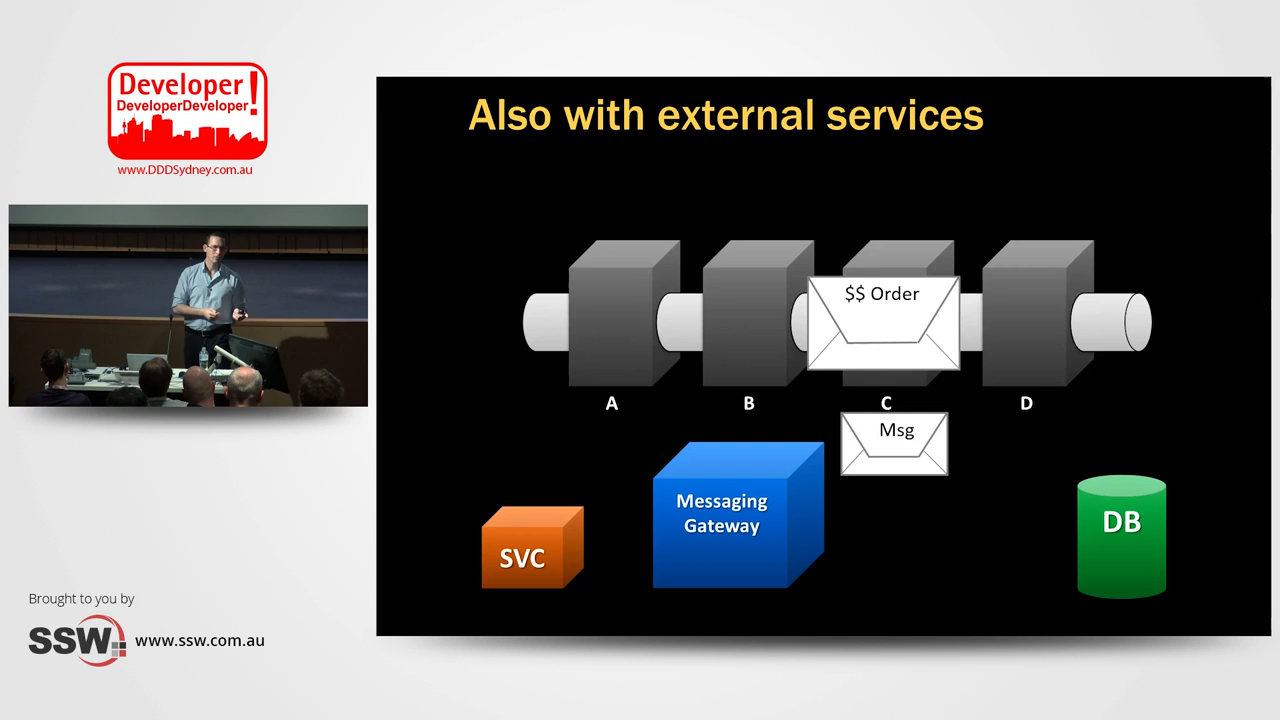 Developer!
DeveloperDeveloper
www.DDDSydney.com.au
Also with external services
$$ Order
A
B
C
D
Msg
Messaging
Gateway
SVC
DB
Brought to you by
SSW
www.ssw.com.au